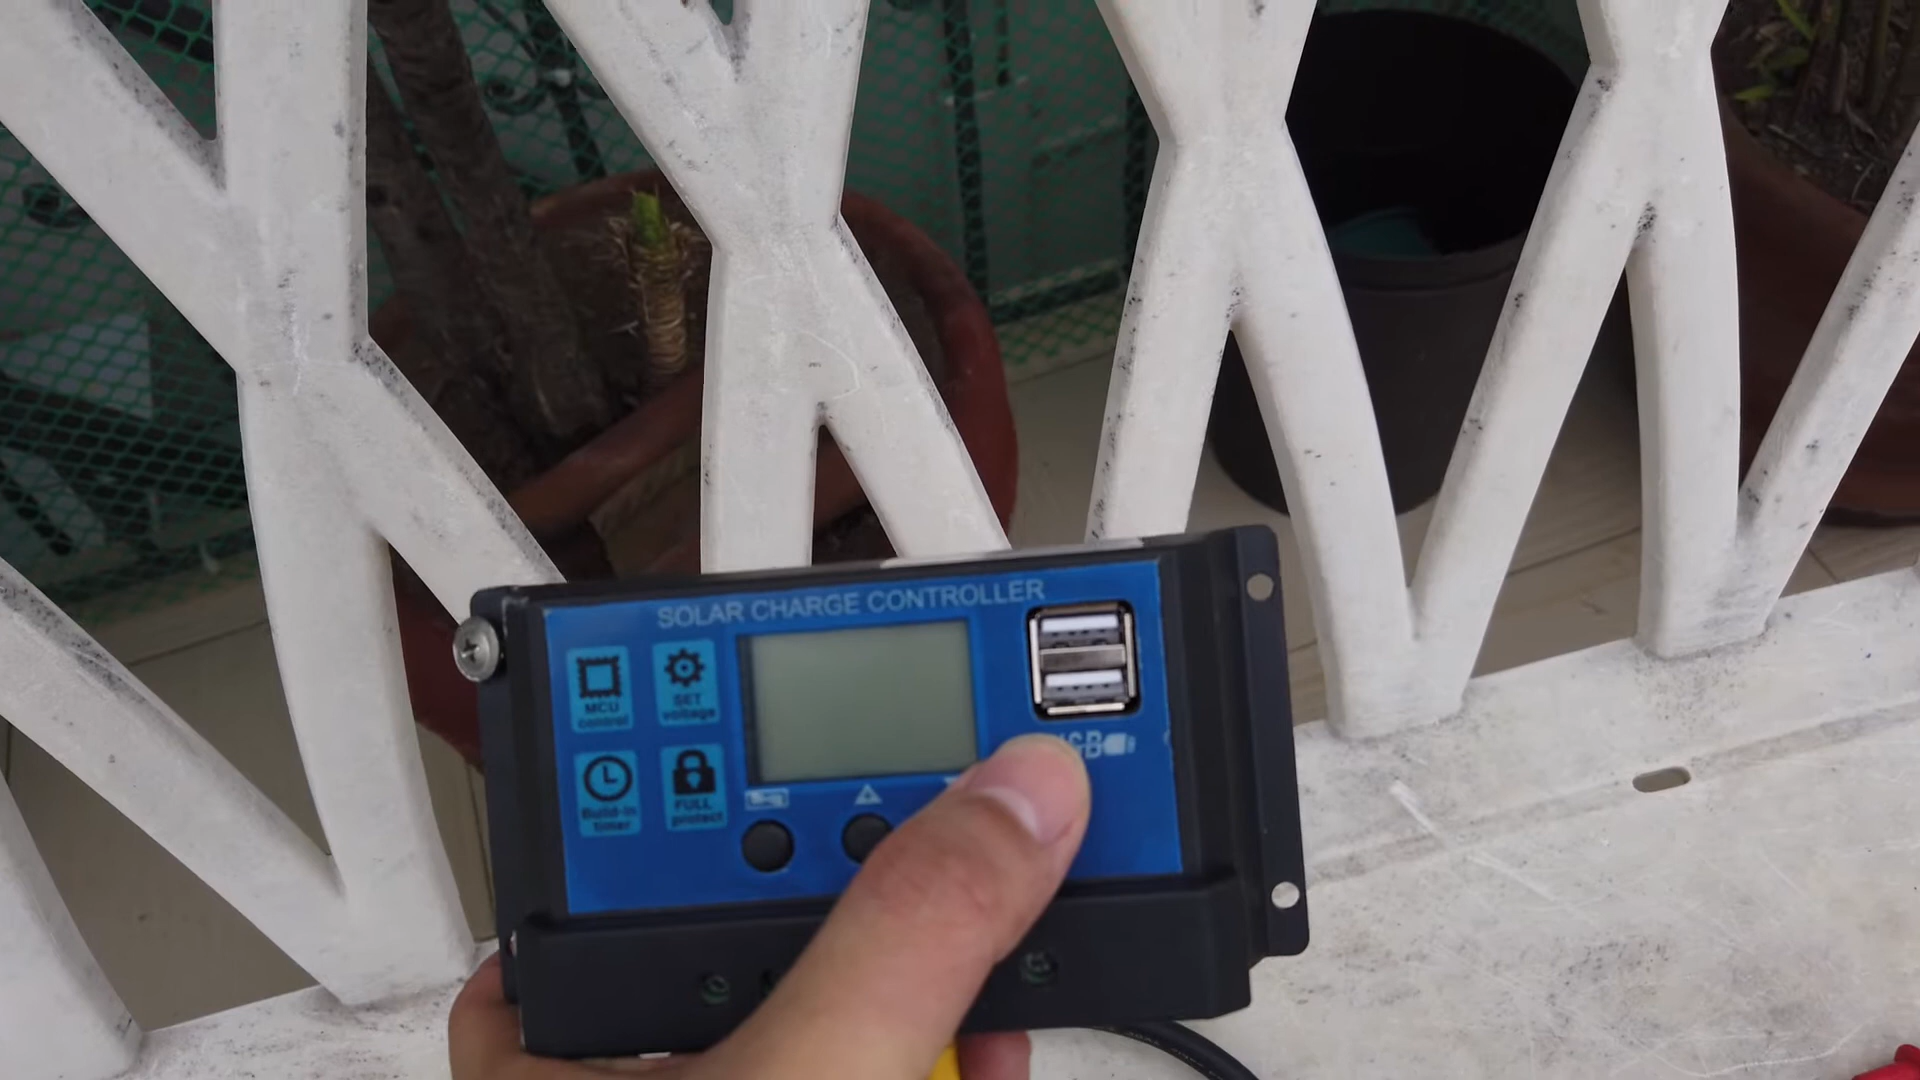 SOLAR CHARGE CONTROLLER
MCU
control
SET
voltage
Build-in
timer
FULL
protect